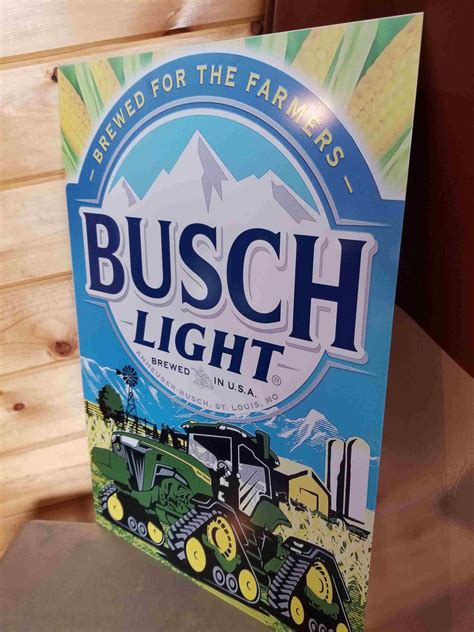 BREWED FOR THE FARMERS
BUSCH
LIGHT®
BREWED IN U.S.A.
ANHEUSER-BUSCH, ST. LOUIS, MO